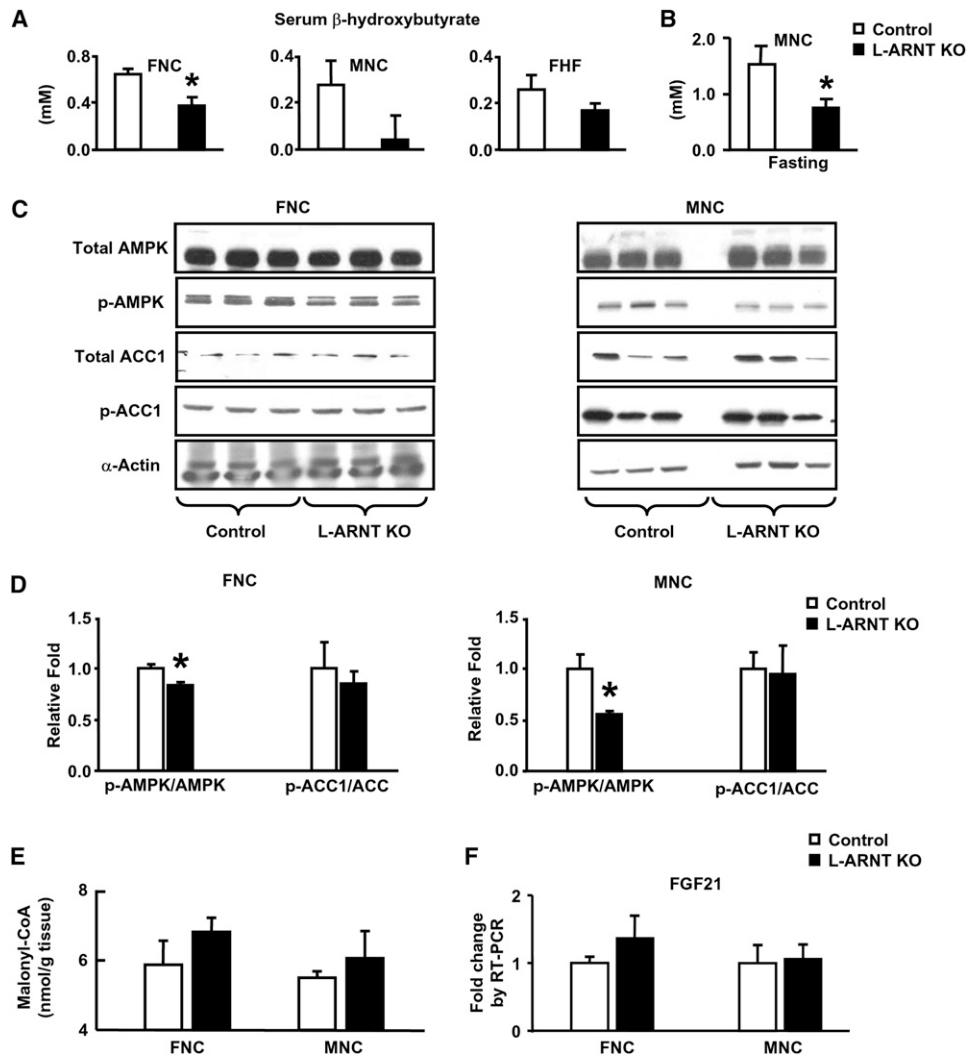 A
Serum β-hydroxybutyrate
B
Control
L-ARNT KO
FNC
MNC
FHF
MNC
(mM)
0.8
0.4
0.0
*
0.4
0.2
0.0
0.4
0.2
0.0
(mM)
2.0
1.0
0.0
*
Fasting
C
FNC
MNC
Total AMPK
p-AMPK
Total ACC1
p-ACC1
α-Actin
Control
L-ARNT KO
Control
L-ARNT KO
D
FNC
MNC
Control
L-ARNT KO
Relative Fold
1.5
1.0
0.5
0.0
*
p-AMPK/AMPK
p-ACC1/ACC
Relative Fold
1.5
1.0
0.5
0.0
*
p-AMPK/AMPK
p-ACC1/ACC
E
Malonyl-CoA
(nmol/g tissue)
8
6
4
FNC
MNC
F
Control
L-ARNT KO
FGF21
Fold change
by RT-PCR
2
1
0
FNC
MNC